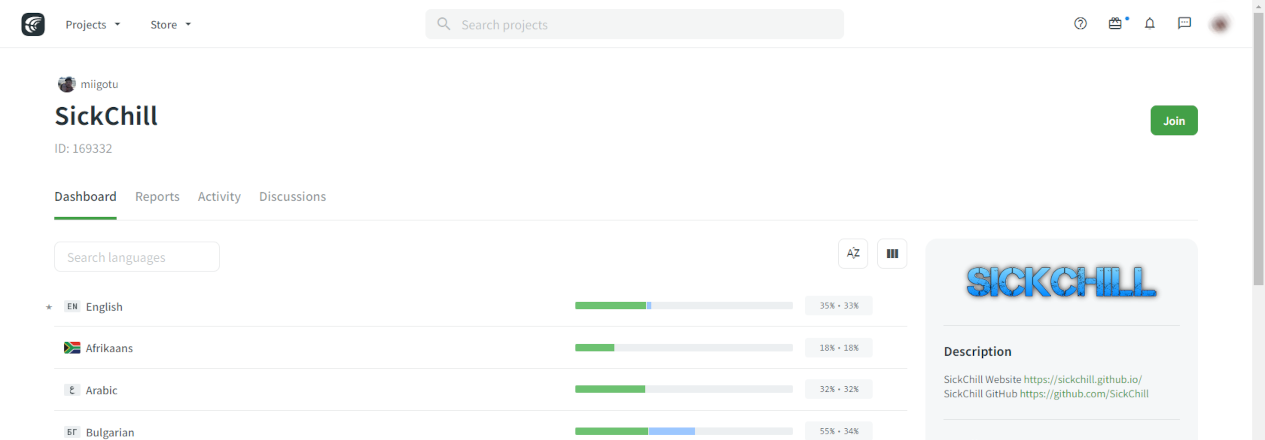 Projects Store Search projects
miigotu
SickChill
Join
ID: 169332
Dashboard Reports Activity Discussions
Search languages
AZ
SICKCHILL
EN English 35% • 33%
Description
Afrikaans 18% • 18%
SickChill Website https://sickchill.github.io/
ع Arabic 32% • 32%
SickChill GitHub https://github.com/SickChill
БГ Bulgarian 55% • 34%